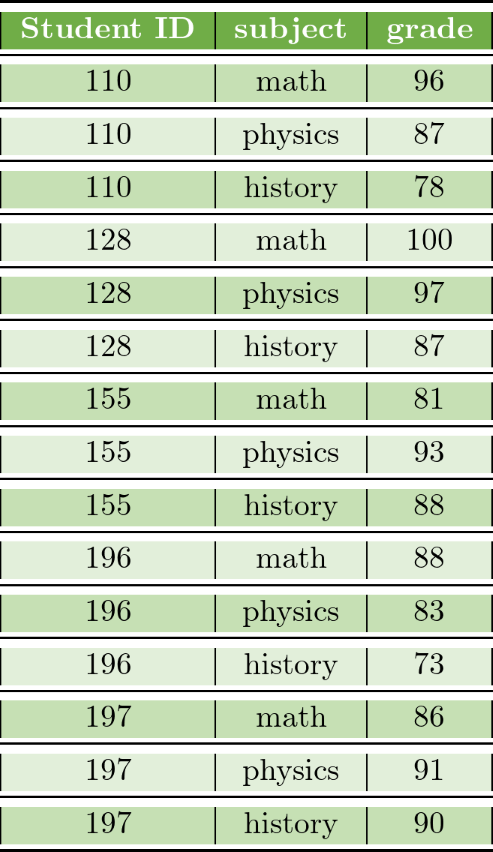 Student ID subject grade
110 math 96
110 physics 87
110 history 78
128 math 100
128 physics 97
128 history 87
155 math 81
155 physics 93
155 history 88
196 math 88
196 physics 83
196 history 73
197 math 86
197 physics 91
197 history 90